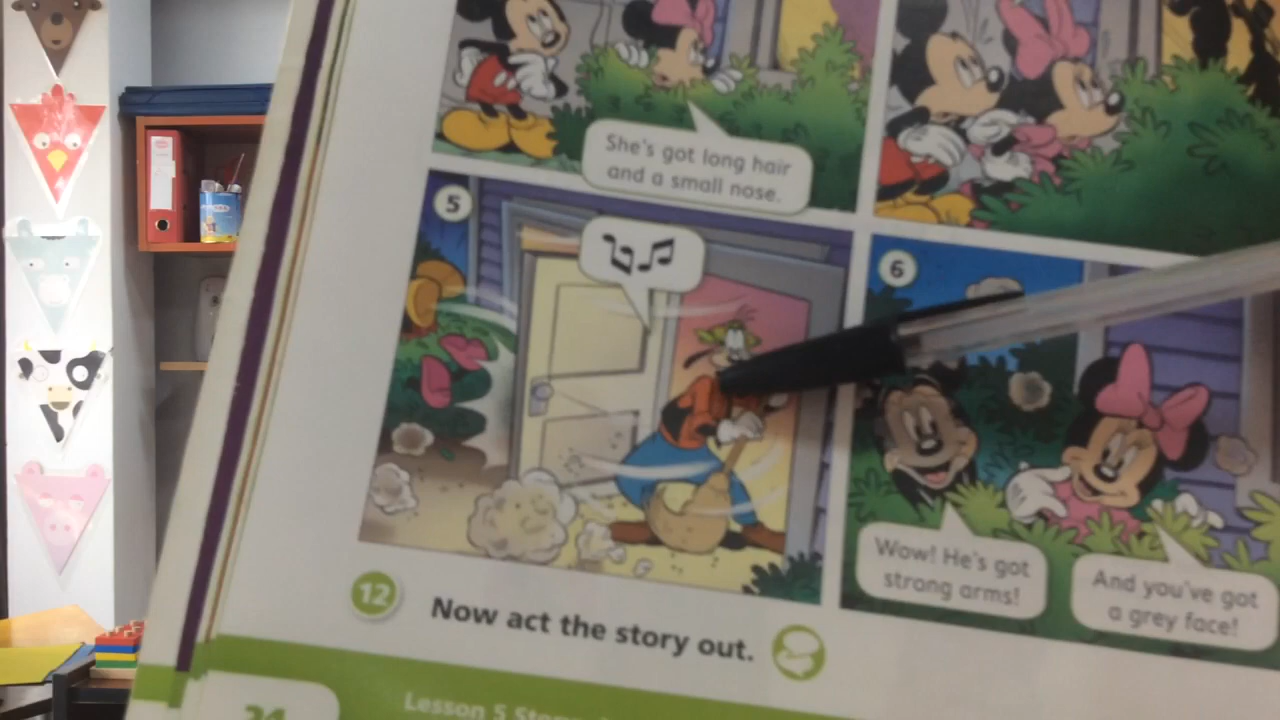 She's got long hair
and a small nose.
5
6
Wow! He's got
strong arms!
And you've got
a grey face!
12 Now act the story out.
Lesson 5